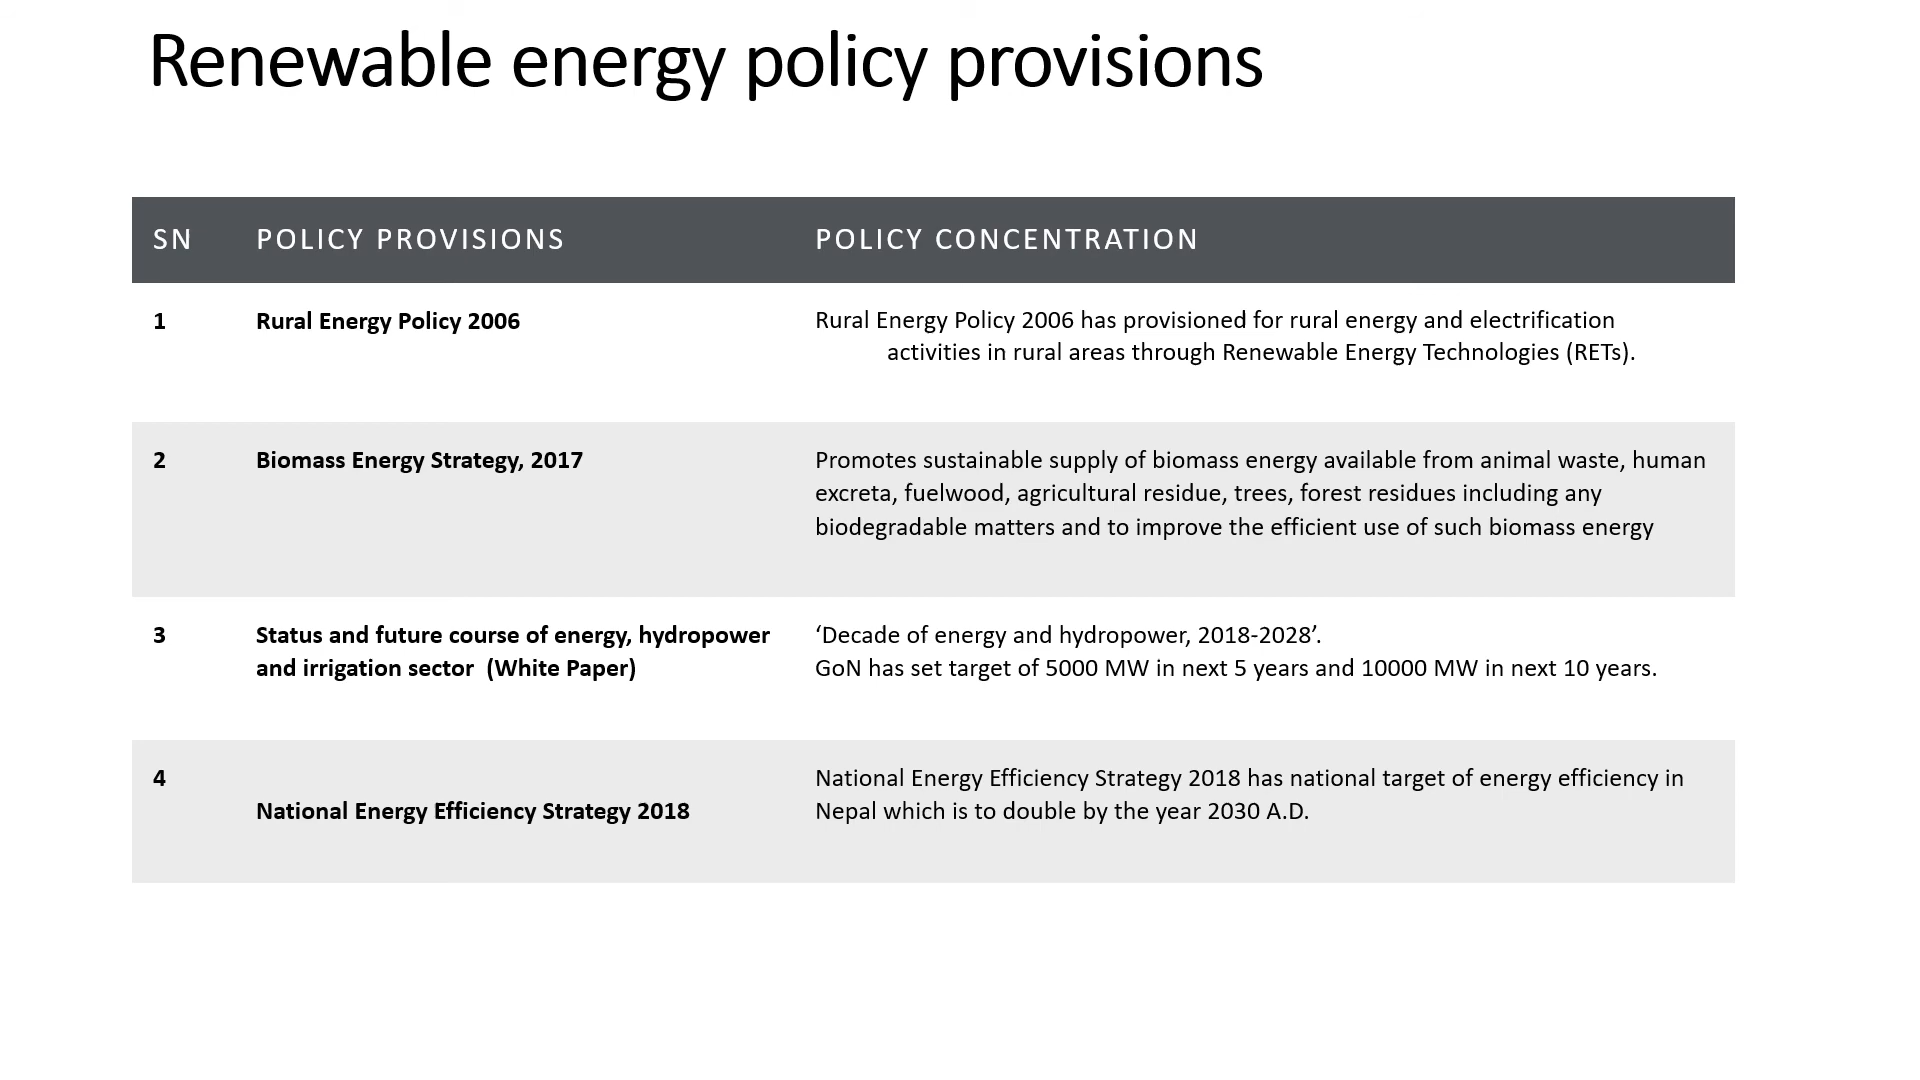 Renewable energy policy provisions
SN POLICY PROVISIONS POLICY CONCENTRATION
1 Rural Energy Policy 2006 Rural Energy Policy 2006 has provisioned for rural energy and electrification
activities in rural areas through Renewable Energy Technologies (RETs).
2 Biomass Energy Strategy, 2017 Promotes sustainable supply of biomass energy available from animal waste, human
excreta, fuelwood, agricultural residue, trees, forest residues including any
biodegradable matters and to improve the efficient use of such biomass energy
3 Status and future course of energy, hydropower ‘Decade of energy and hydropower, 2018-2028’.
and irrigation sector (White Paper) GoN has set target of 5000 MW in next 5 years and 10000 MW in next 10 years.
4 National Energy Efficiency Strategy 2018 has national target of energy efficiency in
National Energy Efficiency Strategy 2018 Nepal which is to double by the year 2030 A.D.